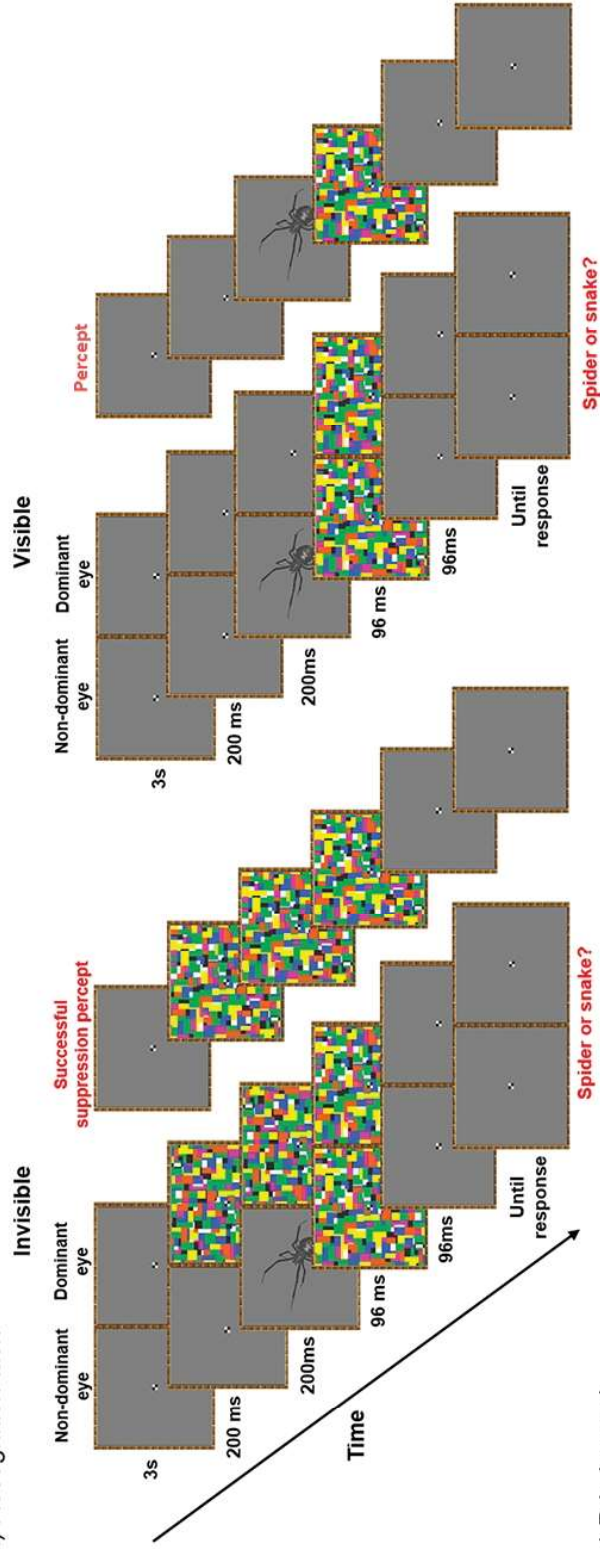 Invisible
Non-dominant
eye
Dominant
eye
Successful
suppression percept
3s
200 ms
200ms
96 ms
96ms
Until
response
Time
Spider or snake?
Visible
Non-dominant
eye
Dominant
eye
Percept
3s
200 ms
200ms
96 ms
96ms
Until
response
Spider or snake?